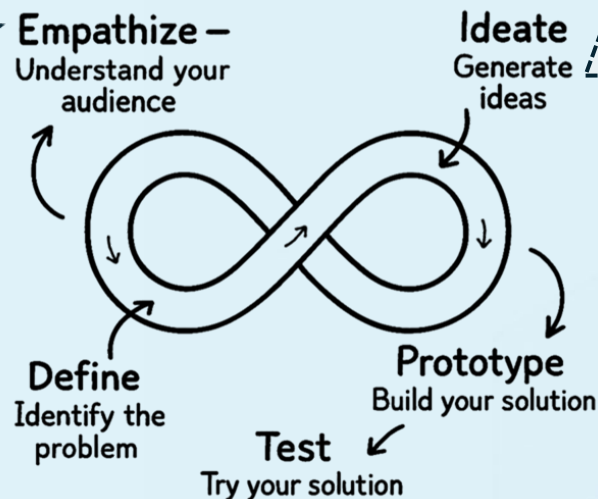 Empathize –
Understand your
audience
Ideate
Generate
ideas
Define
Identify the
problem
Prototype
Build your solution
Test
Try your solution